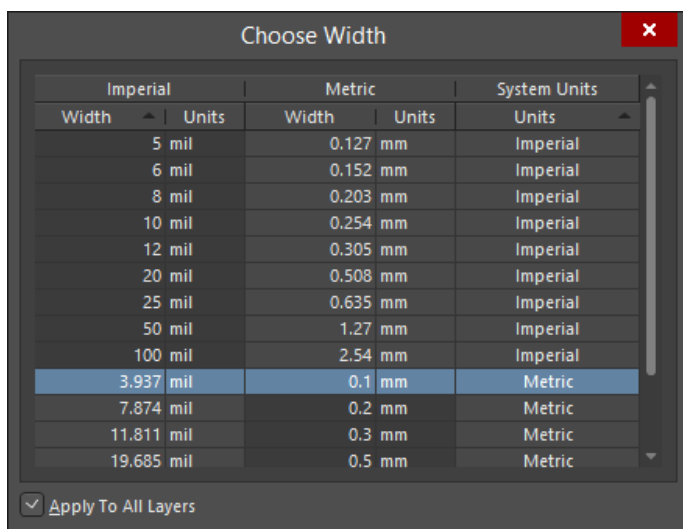 Choose Width
Imperial Metric System Units
Width Units Width Units Units
5 mil 0.127 mm Imperial
6 mil 0.152 mm Imperial
8 mil 0.203 mm Imperial
10 mil 0.254 mm Imperial
12 mil 0.305 mm Imperial
20 mil 0.508 mm Imperial
25 mil 0.635 mm Imperial
50 mil 1.27 mm Imperial
100 mil 2.54 mm Imperial
3.937 mil 0.1 mm Metric
7.874 mil 0.2 mm Metric
11.811 mil 0.3 mm Metric
19.685 mil 0.5 mm Metric
Apply To All Layers